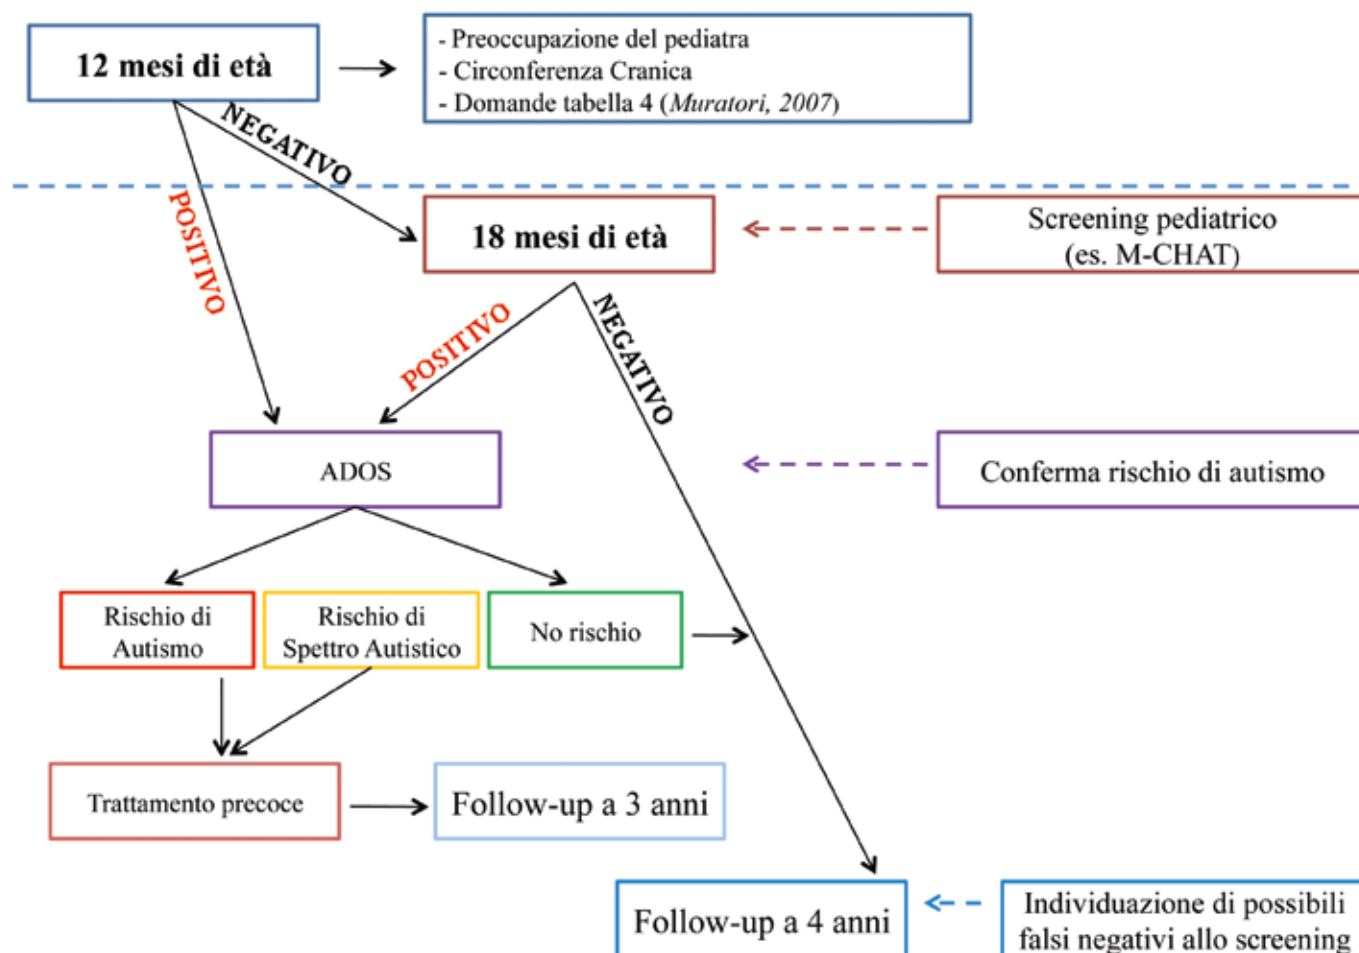 12 mesi di età
- Preoccupazione del pediatra
- Circonferenza Cranica
- Domande tabella 4 (Muratori, 2007)
NEGATIVO
POSITIVO
18 mesi di età
Screening pediatrico
(es. M-CHAT)
POSITIVO
NEGATIVO
ADOS
Conferma rischio di autismo
Rischio di
Autismo
Rischio di
Spettro Autistico
No rischio
Trattamento precoce
Follow-up a 3 anni
Follow-up a 4 anni
Individuazione di possibili
falsi negativi allo screening